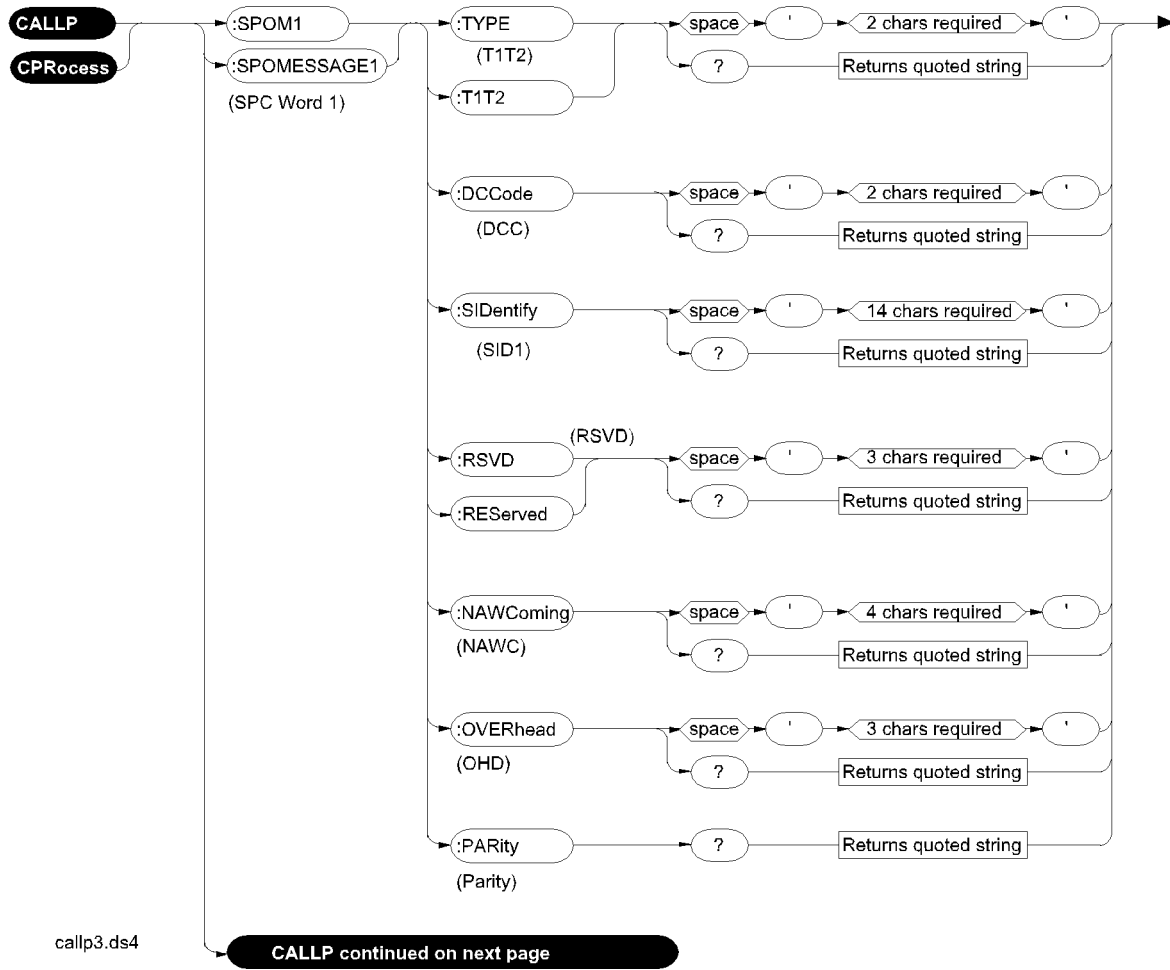 CALLP :SPOM1 :TYPE space ' 2 chars required '
(T1T2)
CPRocess :SPOMESSAGE1 ? Returns quoted string
(SPC Word 1) :T1T2
:DCCode space ' 2 chars required '
(DCC) ? Returns quoted string
:SIDentify space ' 14 chars required '
(SID1) ? Returns quoted string
(RSVD)
:RSVD space ' 3 chars required '
:REServed ? Returns quoted string
:NAWComing space ' 4 chars required '
(NAWC) ? Returns quoted string
:OVERhead space ' 3 chars required '
(OHD) ? Returns quoted string
:PARity ? Returns quoted string
(Parity)
callp3.ds4
CALLP continued on next page